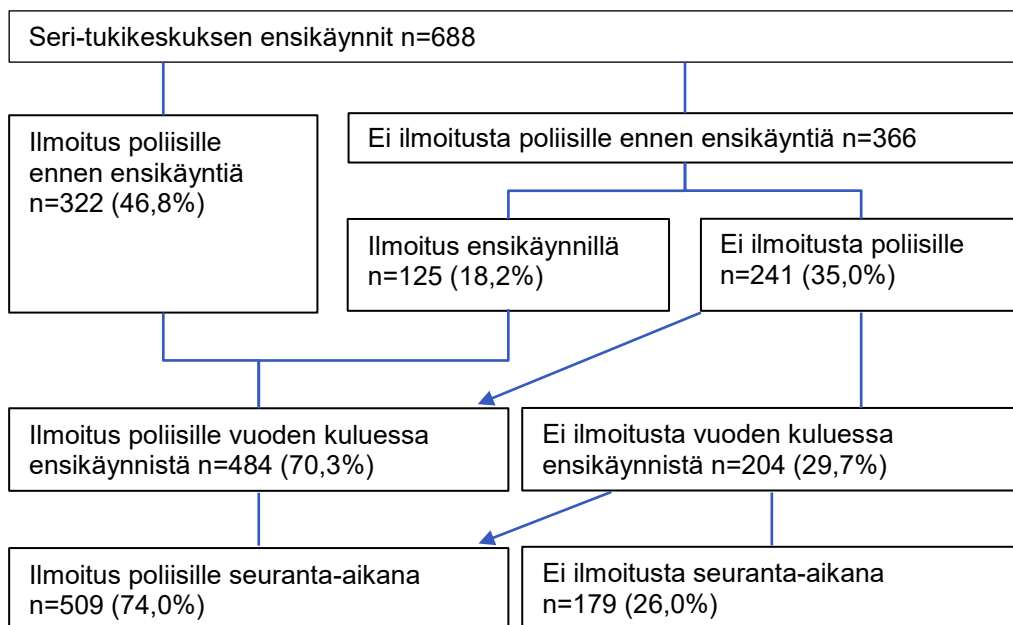 Seri-tukikeskuksen ensikäynnit n=688
Ilmoitus poliisille
ennen ensikäyntiä
n=322 (46,8%)
Ei ilmoitusta poliisille ennen ensikäyntiä n=366
Ilmoitus ensikäynnillä
n=125 (18,2%)
Ei ilmoitusta poliisille
n=241 (35,0%)
Ilmoitus poliisille vuoden kuluessa
ensikäynnistä n=484 (70,3%)
Ei ilmoitusta vuoden kuluessa
ensikäynnistä n=204 (29,7%)
Ilmoitus poliisille seuranta-aikana
n=509 (74,0%)
Ei ilmoitusta seuranta-aikana
n=179 (26,0%)